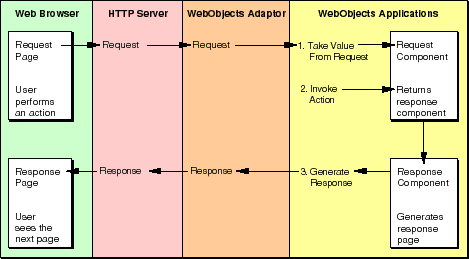 Web Browser
HTTP Server
WebObjects Adaptor
WebObjects Applications
Request
Page
User
performs
an action
Request
Request
1. Take Value
From Request
2. Invoke
Action
Request
Component
Returns
response
component
Response
Page
User
sees the
next page
Response
Response
3. Generate
Response
Response
Component
Generates
response
page